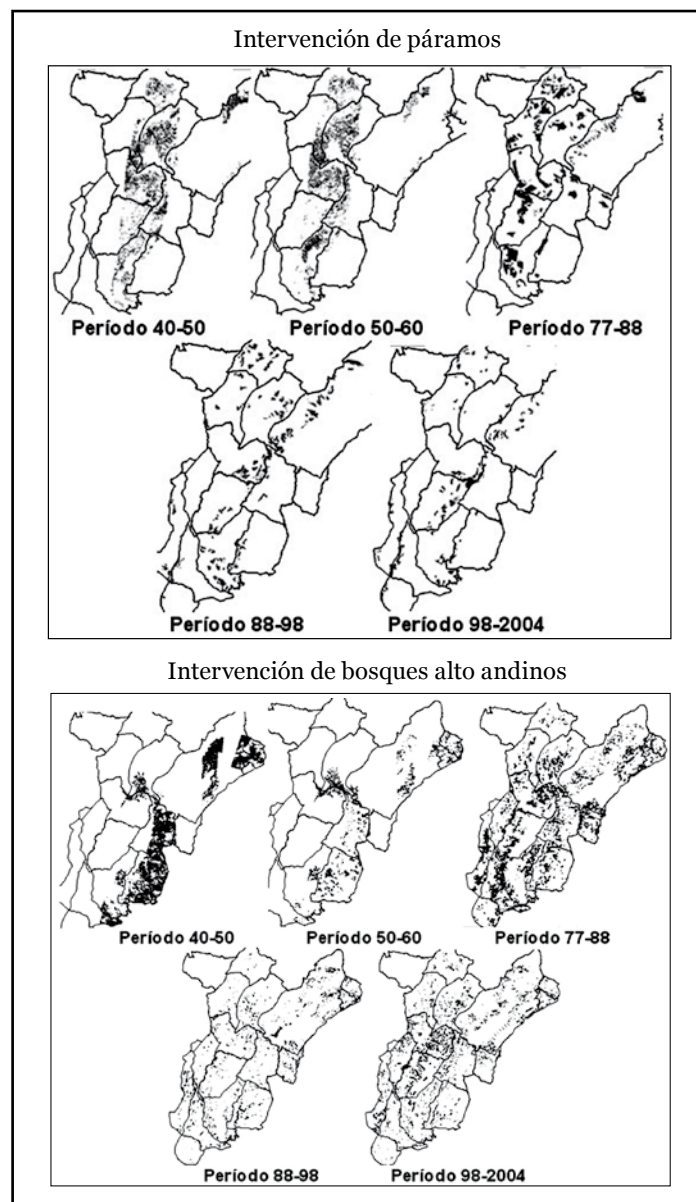 Intervención de páramos
Período 40-50 Período 50-60 Período 77-88
Período 88-98 Período 98-2004
Intervención de bosques alto andinos
Período 40-50 Período 50-60 Período 77-88
Período 88-98 Período 98-2004